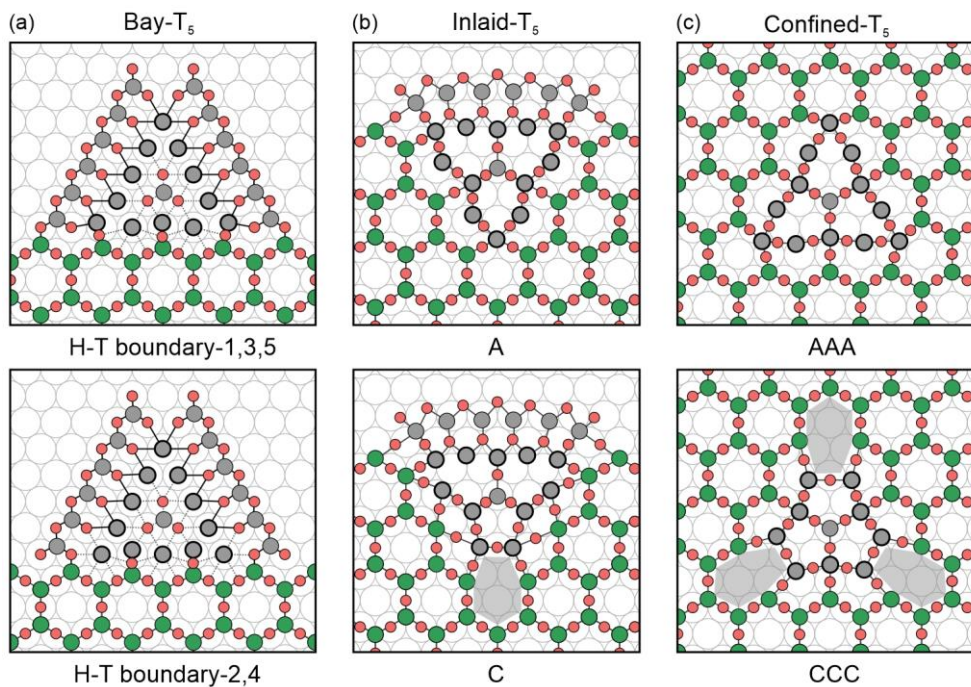 (a) Bay-T₅ (b) Inlaid-T₅ (c) Confined-T₅
H-T boundary-1,3,5 A AAA
H-T boundary-2,4 C CCC